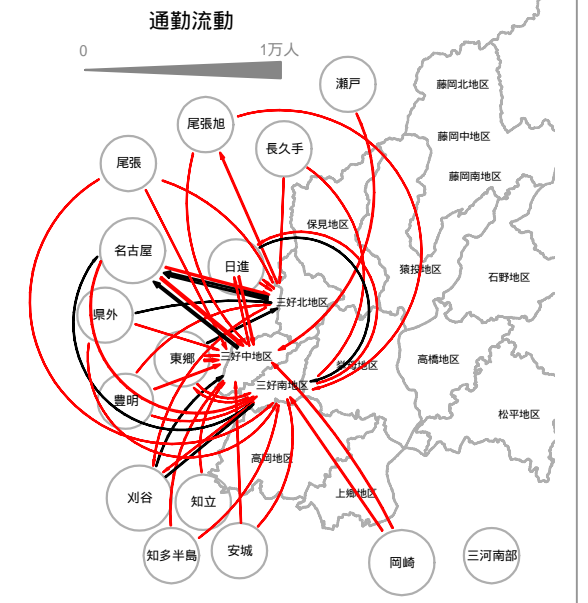 通勤流動
0
1万人
瀬戸
藤岡北地区
尾張旭
藤岡中地区
長久手
尾張
藤岡南地区
保見地区
名古屋
日進
猿投地区
石野地区
三好北地区
県外
三好中地区
東郷
高橋地区
挙母地区
三好南地区
豊明
松平地区
高岡地区
上郷地区
刈谷
知立
安城
知多半島
岡崎
三河南部